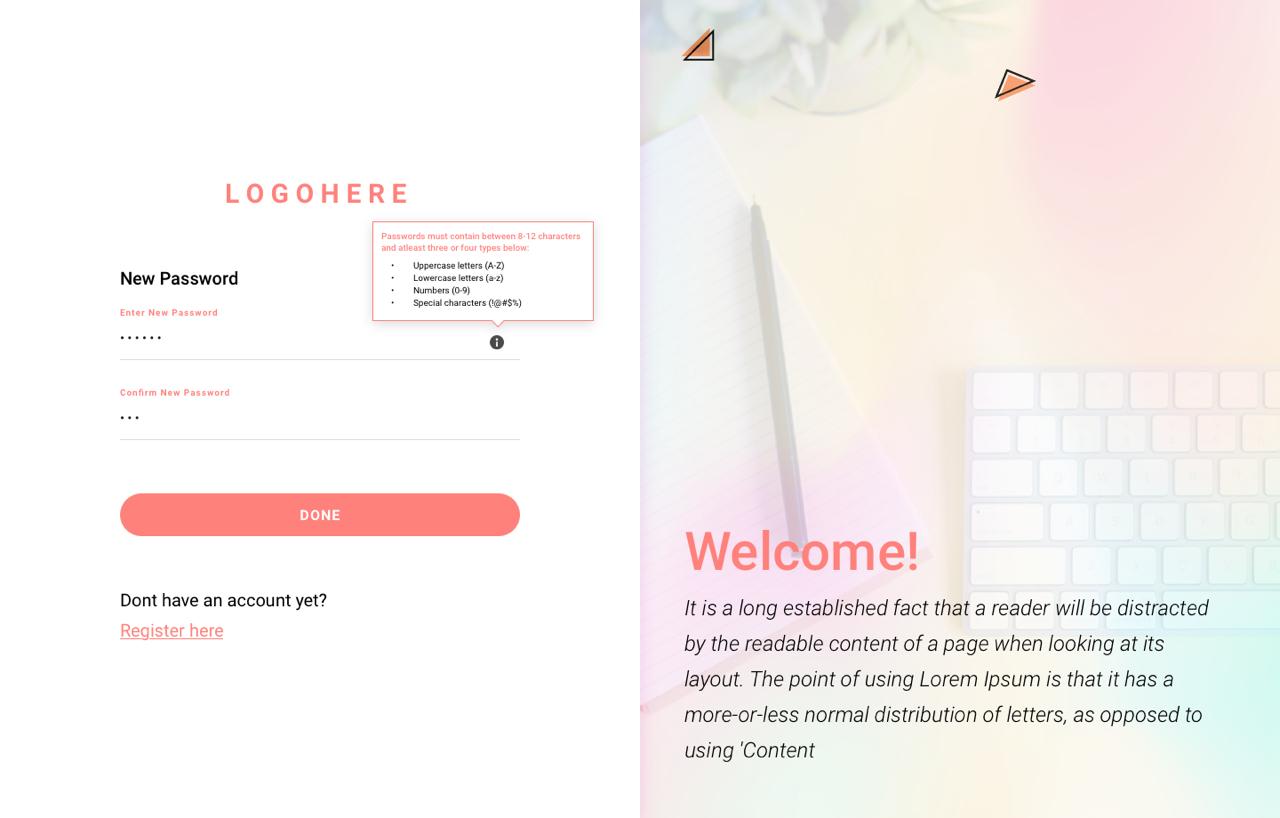 LOGOHERE
Passwords must contain between 8-12 characters
and atleast three or four types below:
• Uppercase letters (A-Z)
• Lowercase letters (a-z)
• Numbers (0-9)
• Special characters (!@#$%)
New Password
Enter New Password
••••••
Confirm New Password
•••
DONE
Dont have an account yet?
Register here
Welcome!
It is a long established fact that a reader will be distracted
by the readable content of a page when looking at its
layout. The point of using Lorem Ipsum is that it has a
more-or-less normal distribution of letters, as opposed to
using 'Content